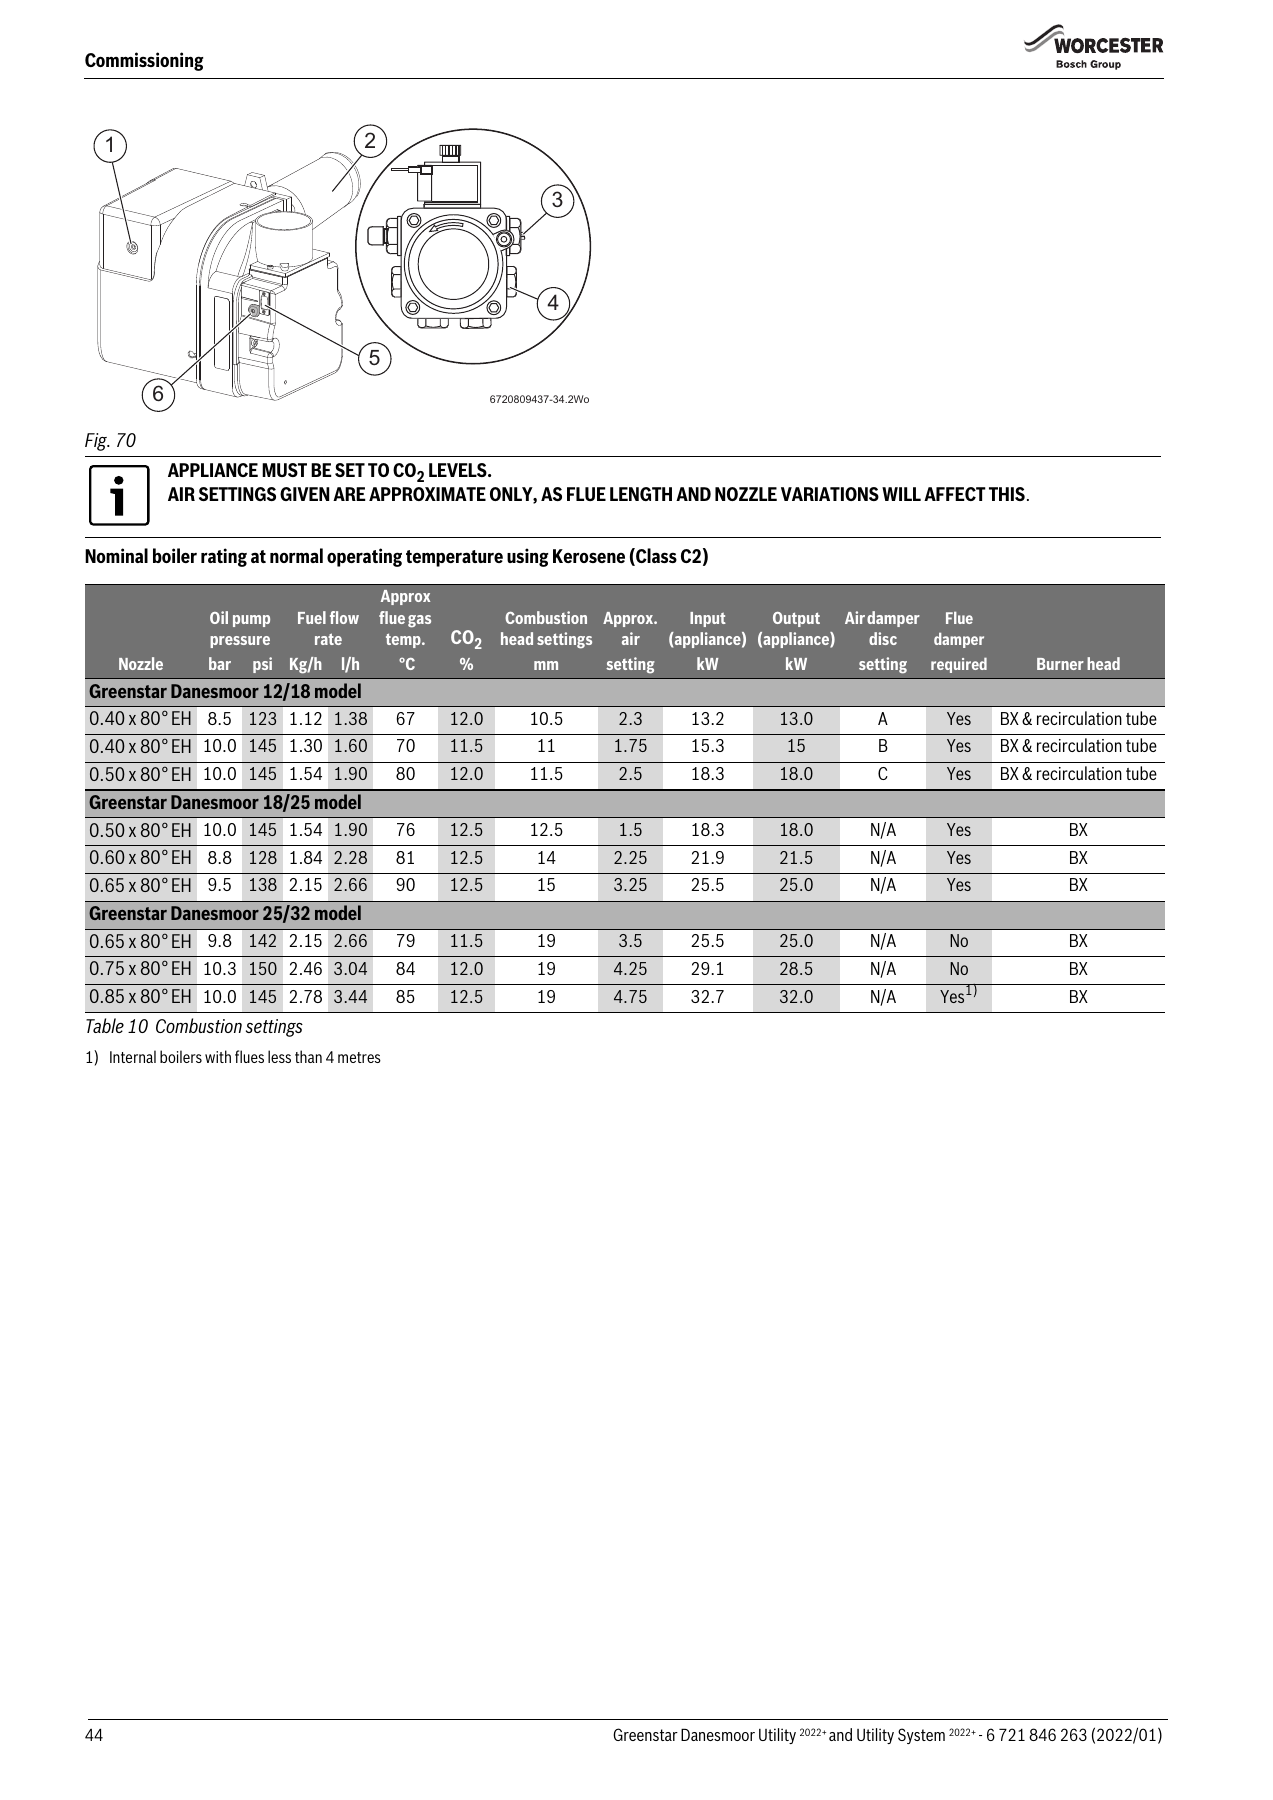 Commissioning
WORCESTER
Bosch Group
1
2
3
4
5
6
6720809437-34.2Wo
Fig. 70
i
APPLIANCE MUST BE SET TO CO2 LEVELS.
AIR SETTINGS GIVEN ARE APPROXIMATE ONLY, AS FLUE LENGTH AND NOZZLE VARIATIONS WILL AFFECT THIS.
Nominal boiler rating at normal operating temperature using Kerosene (Class C2)
Approx
Oil pump Fuel flow flue gas Combustion Approx. Input Output Air damper Flue
pressure rate temp. CO2 head settings air (appliance) (appliance) disc damper
Nozzle bar psi Kg/h l/h °C % mm setting kW kW setting required Burner head
Greenstar Danesmoor 12/18 model
0.40 x 80° EH 8.5 123 1.12 1.38 67 12.0 10.5 2.3 13.2 13.0 A Yes BX & recirculation tube
0.40 x 80° EH 10.0 145 1.30 1.60 70 11.5 11 1.75 15.3 15 B Yes BX & recirculation tube
0.50 x 80° EH 10.0 145 1.54 1.90 80 12.0 11.5 2.5 18.3 18.0 C Yes BX & recirculation tube
Greenstar Danesmoor 18/25 model
0.50 x 80° EH 10.0 145 1.54 1.90 76 12.5 12.5 1.5 18.3 18.0 N/A Yes BX
0.60 x 80° EH 8.8 128 1.84 2.28 81 12.5 14 2.25 21.9 21.5 N/A Yes BX
0.65 x 80° EH 9.5 138 2.15 2.66 90 12.5 15 3.25 25.5 25.0 N/A Yes BX
Greenstar Danesmoor 25/32 model
0.65 x 80° EH 9.8 142 2.15 2.66 79 11.5 19 3.5 25.5 25.0 N/A No BX
0.75 x 80° EH 10.3 150 2.46 3.04 84 12.0 19 4.25 29.1 28.5 N/A No BX
0.85 x 80° EH 10.0 145 2.78 3.44 85 12.5 19 4.75 32.7 32.0 N/A Yes1) BX
Table 10 Combustion settings
1) Internal boilers with flues less than 4 metres
44
Greenstar Danesmoor Utility 2022+ and Utility System 2022+ - 6 721 846 263 (2022/01)